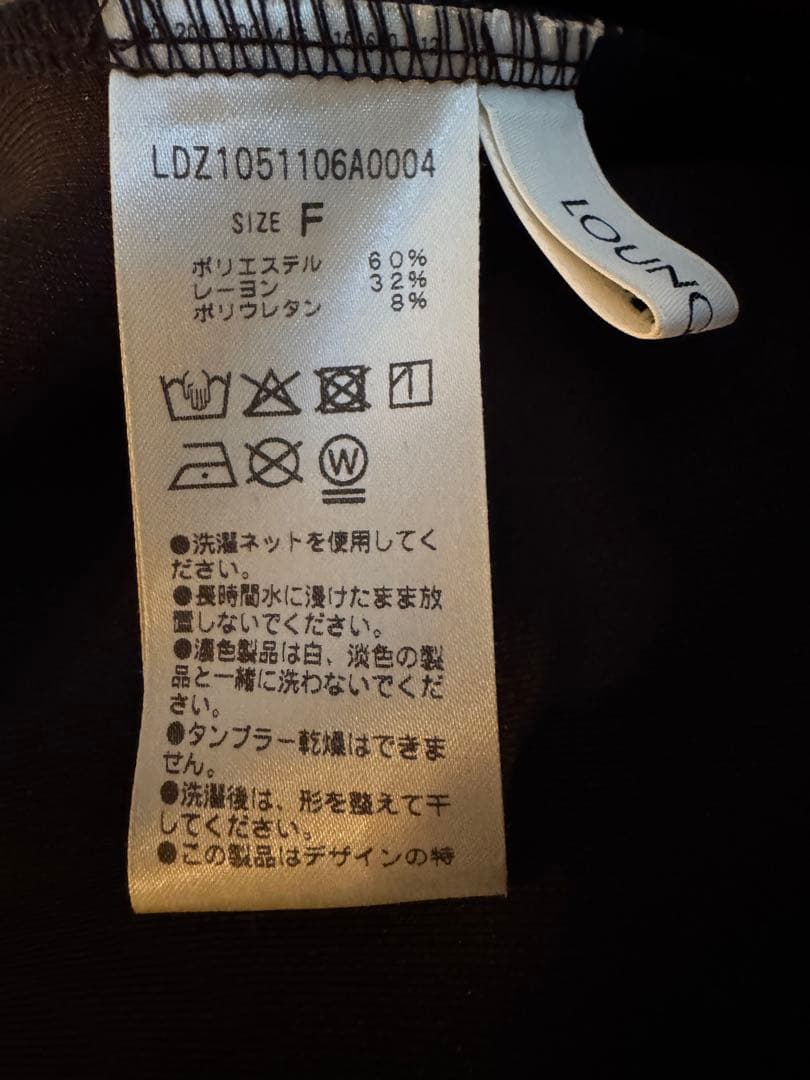 LDZ1051106A0004
SIZE F
ポリエステル 60%
レーヨン 32%
ポリウレタン 8%
W
●洗濯ネットを使用してく
ださい。
●長時間水に浸けたまま放
置しないでください。
●濃色製品は白、淡色の製
品と一緒に洗わないでくだ
さい。
●タンブラー乾燥はできま
せん。
●洗濯後は、形を整えて干
してください。
●この製品はデザインの特
LOUNG